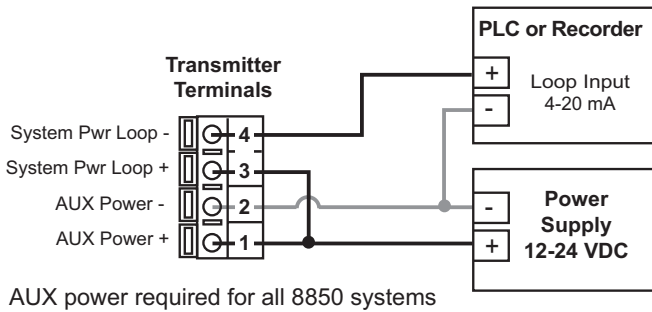 PLC or Recorder
+
Loop Input
4-20 mA
-
Transmitter
Terminals
System Pwr Loop -
4
System Pwr Loop +
3
AUX Power -
2
AUX Power +
1
-
+
Power
Supply
12-24 VDC
AUX power required for all 8850 systems